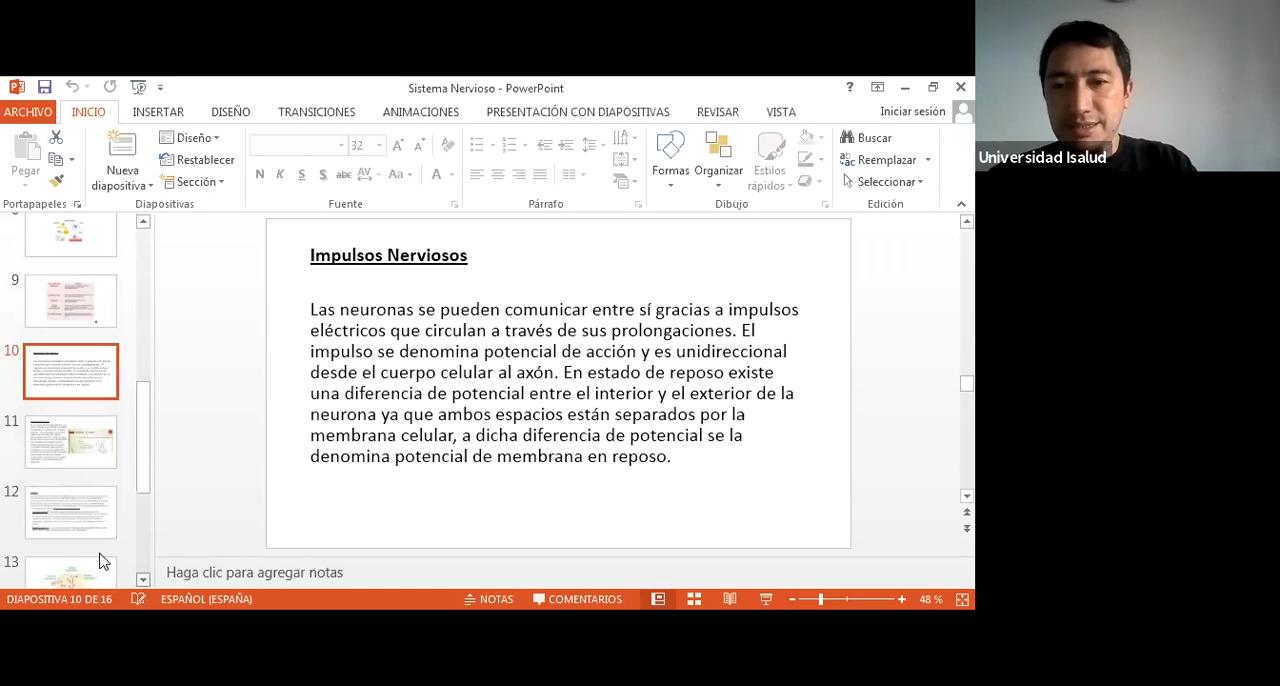 Sistema Nervioso - PowerPoint
ARCHIVO INICIO INSERTAR DISEÑO TRANSICIONES ANIMACIONES PRESENTACIÓN CON DIAPOSITIVAS REVISAR VISTA Iniciar sesión
Pegar
Nueva
diapositiva
Diseño
Restablecer
Sección
32
N K S S abc AV Aa A
Formas
Organizar
Estilos
rápidos
Buscar
Reemplazar
Seleccionar
Portapapeles Diapositivas Fuente Párrafo Dibujo Edición
Universidad Isalud
9
10
11
12
13
Impulsos Nerviosos
Las neuronas se pueden comunicar entre sí gracias a impulsos
eléctricos que circulan a través de sus prolongaciones. El
impulso se denomina potencial de acción y es unidireccional
desde el cuerpo celular al axón. En estado de reposo existe
una diferencia de potencial entre el interior y el exterior de la
neurona ya que ambos espacios están separados por la
membrana celular, a dicha diferencia de potencial se la
denomina potencial de membrana en reposo.
Haga clic para agregar notas
DIAPOSITIVA 10 DE 16 ESPAÑOL (ESPAÑA) NOTAS COMENTARIOS 48 %